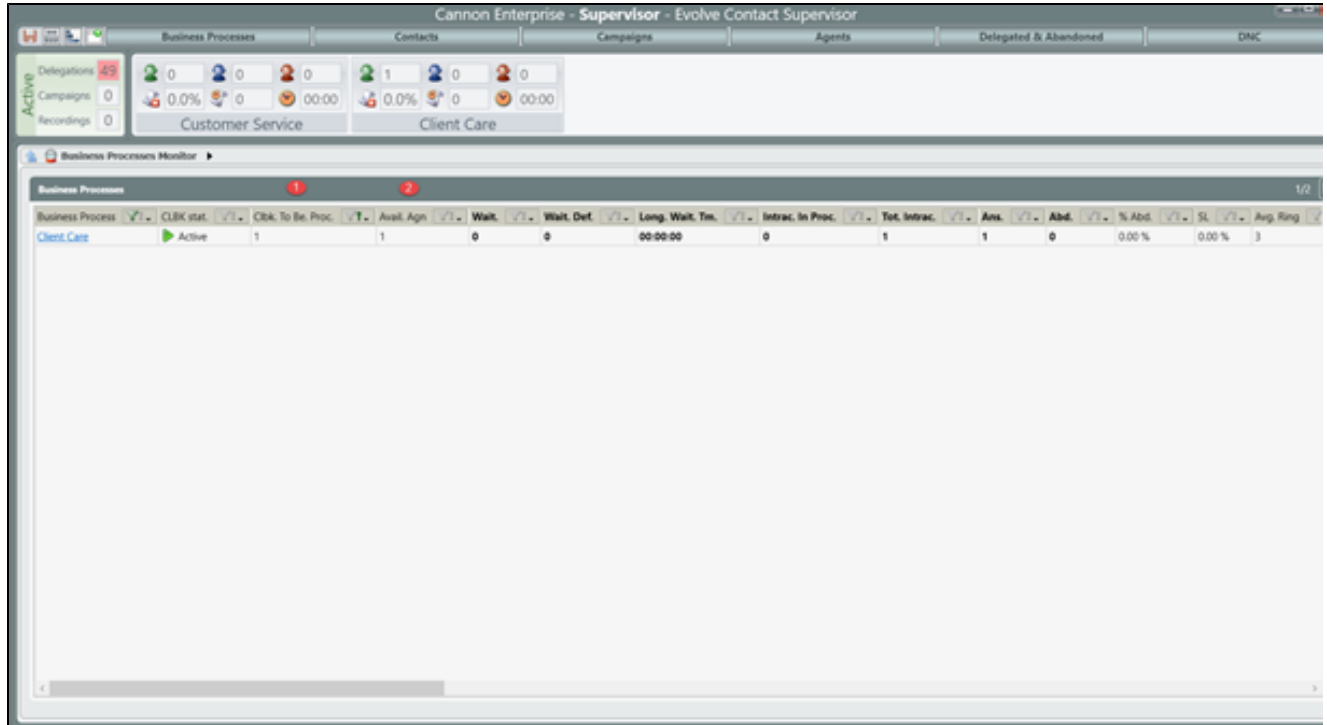 Cannon Enterprise - Supervisor - Evolve Contact Supervisor
Business Processes Contacts Campaigns Agents Delegated & Abandoned DNC
Active
Delegations 49
Campaigns 0
Recordings 0
0 0 0
0.0% 0 00:00
Customer Service
1 0 0
0.0% 0 00:00
Client Care
Business Processes Monitor
Business Processes 1 2 1/2
Business Process CLBK stat. Clbk. To Be. Proc. Avail. Agn Wait. Wait. Def. Long. Wait. Tm. Intrac. In Proc. Tot. Intrac. Ans. Abd. % Abd. SL Avg. Ring
Client Care Active 1 1 0 0 00:00:00 0 1 1 0 0.00 % 0.00 % 3